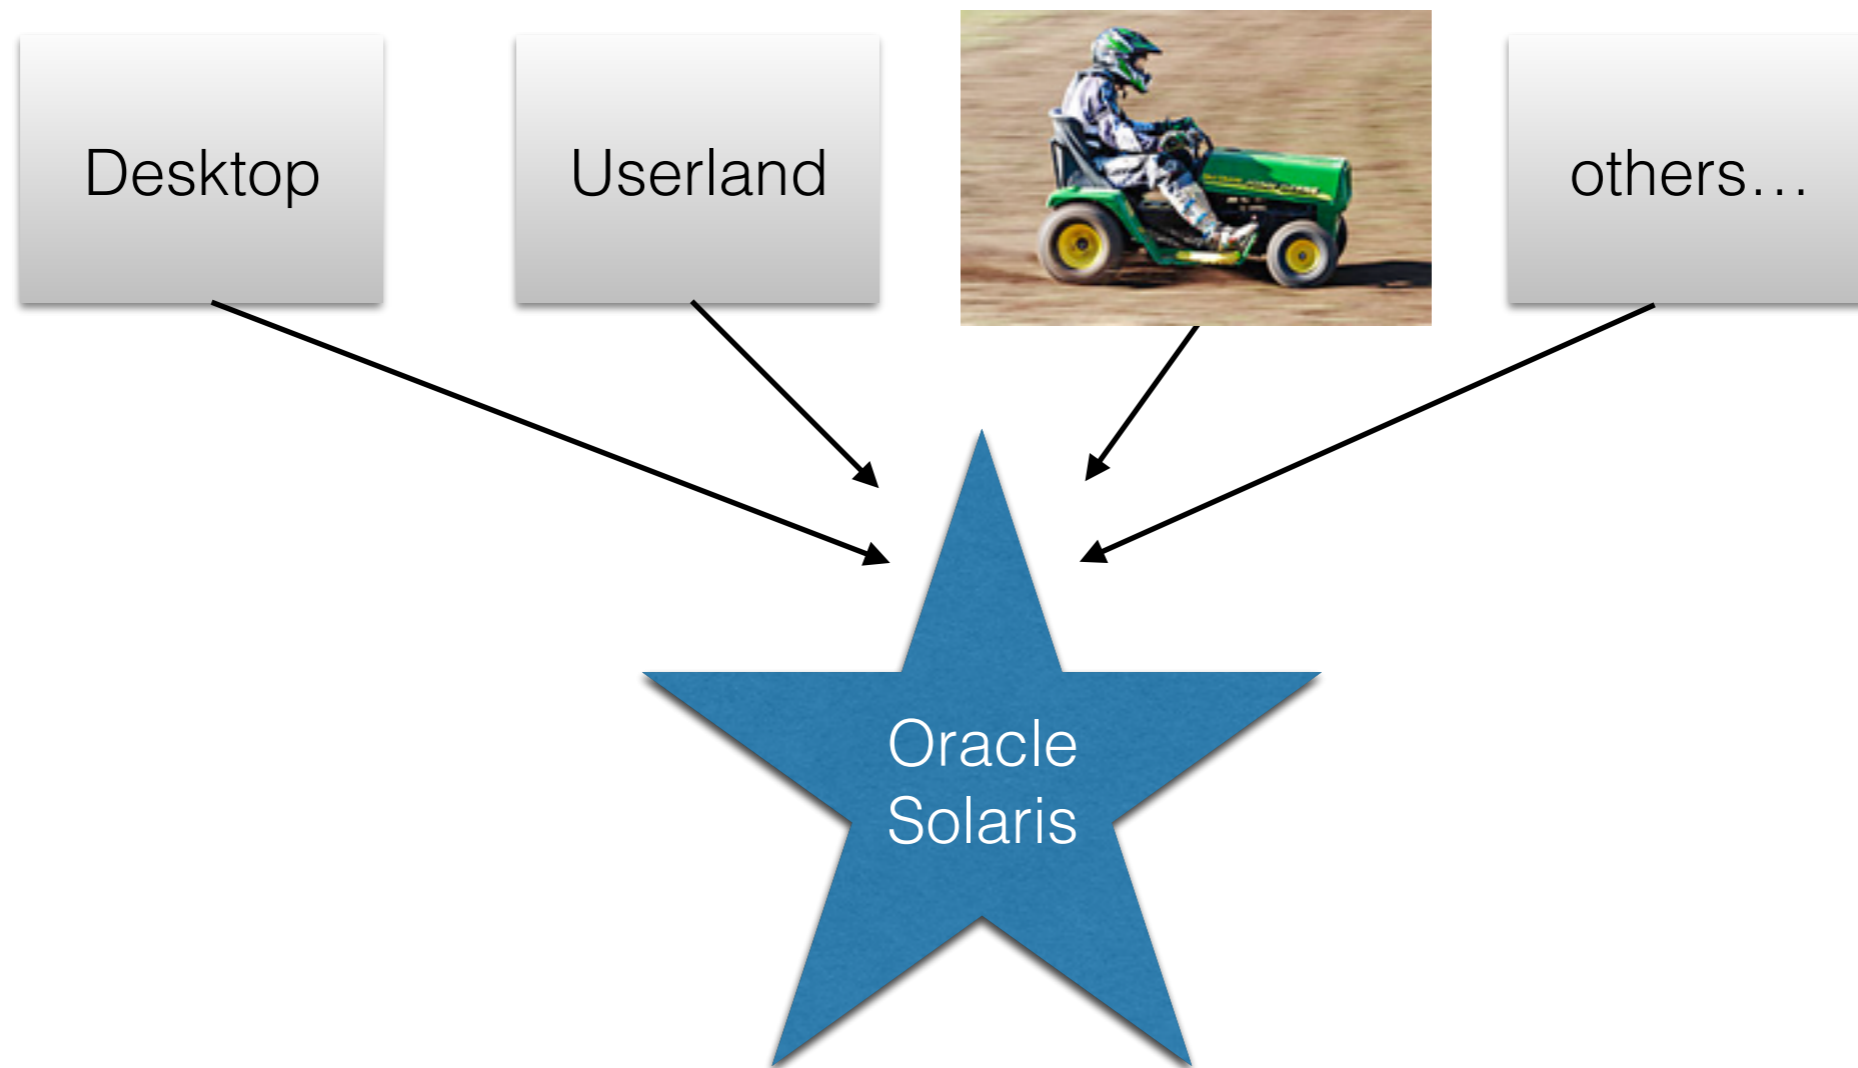 Desktop
Userland
others…
Oracle
Solaris